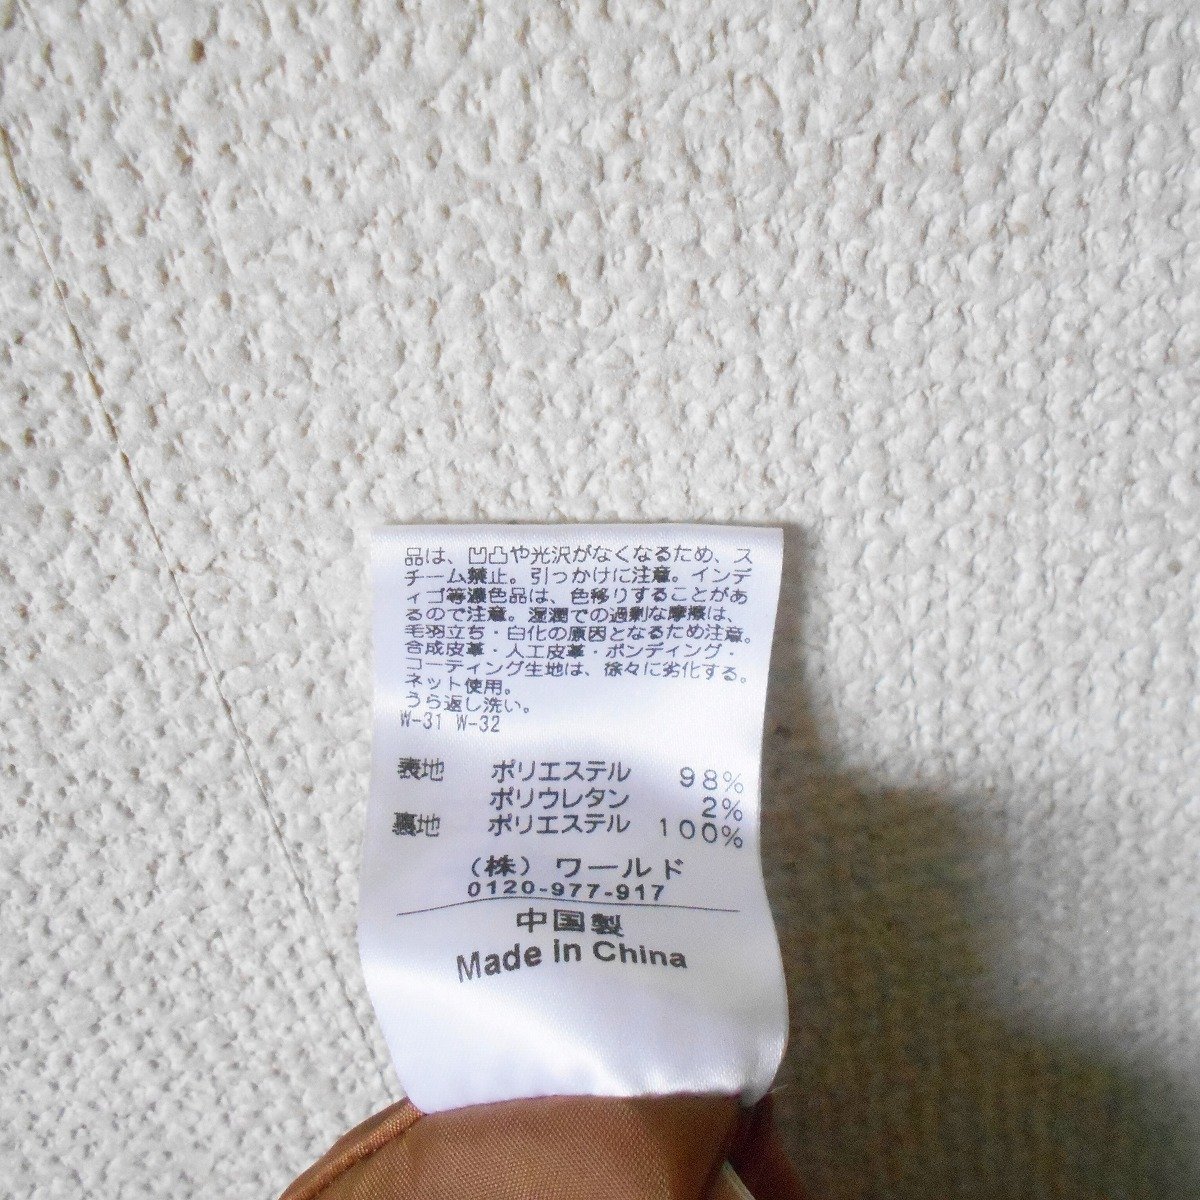 品は、凹凸や光沢がなくなるため、ス
チーム禁止。引っかけに注意。インデ
ィゴ等濃色品は、色移りすることがあ
るので注意。湿潤での過剰な摩擦は、
毛羽立ち・白化の原因となるため注意。
合成皮革・人工皮革・ボンディング・
コーティング生地は、徐々に劣化する。
ネット使用。
うら返し洗い。
W-31 W-32
表地 ポリエステル 98%
ポリウレタン 2%
裏地 ポリエステル 100%
(株) ワールド
0120-977-917
中国製
Made in China